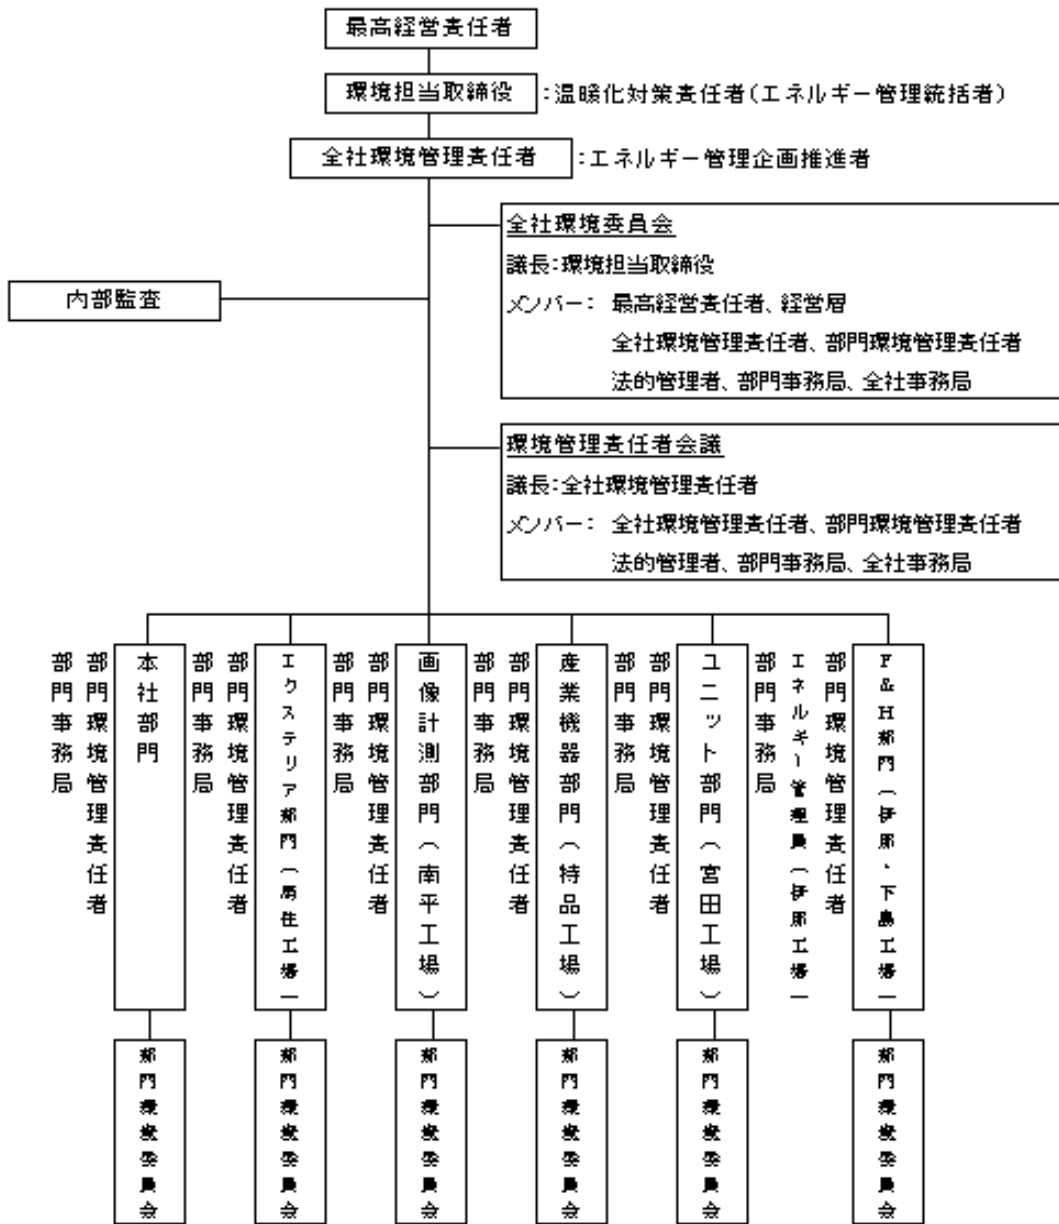 最高経営責任者
環境担当取締役
:温暖化対策責任者(エネルギー管理統括者)
全社環境管理責任者
:エネルギー管理企画推進者
全社環境委員会
議長:環境担当取締役
メンバー: 最高経営責任者、経営層
全社環境管理責任者、部門環境管理責任者
法的管理者、部門事務局、全社事務局
内部監査
環境管理責任者会議
議長:全社環境管理責任者
メンバー: 全社環境管理責任者、部門環境管理責任者
法的管理者、部門事務局、全社事務局
部門事務局
部門環境管理責任者
本社部門
部門事務局
部門環境管理責任者
エクステリア部門(
工場)
部門事務局
部門環境管理責任者
画像計測部門(南平工場)
部門事務局
部門環境管理責任者
産業機器部門(特品工場)
部門事務局
部門環境管理責任者
ユニット部門(宮田工場)
部門事務局
エネルギー管理員(伊那工場)
部門環境管理責任者
F&H部門(伊那・下島工場)
部門環境委員会
部門環境委員会
部門環境委員会
部門環境委員会
部門環境委員会
部門環境委員会